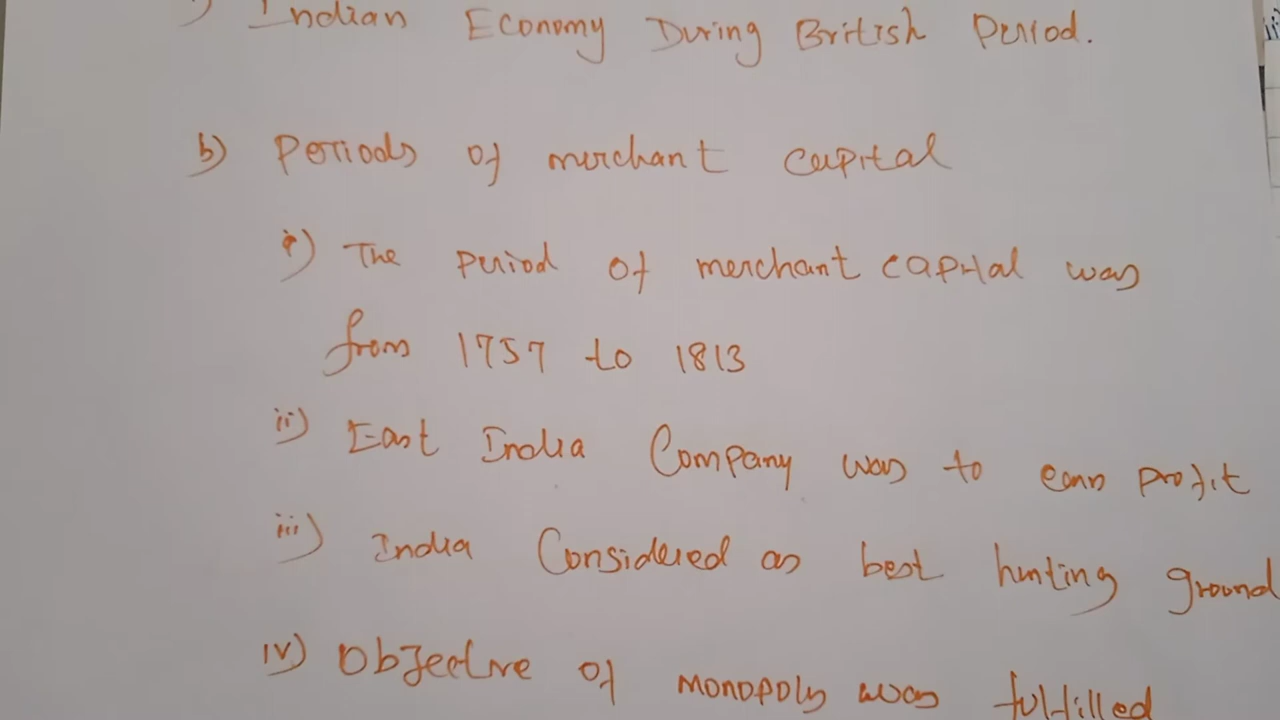 ) Indian Economy During British Period.
b) Periods of merchant capital
i) The period of merchant capital was
from 1757 to 1813
ii) East India Company was to earn profit
iii) India Considered as best hunting ground
iv) Objective of monopoly was fulfilled